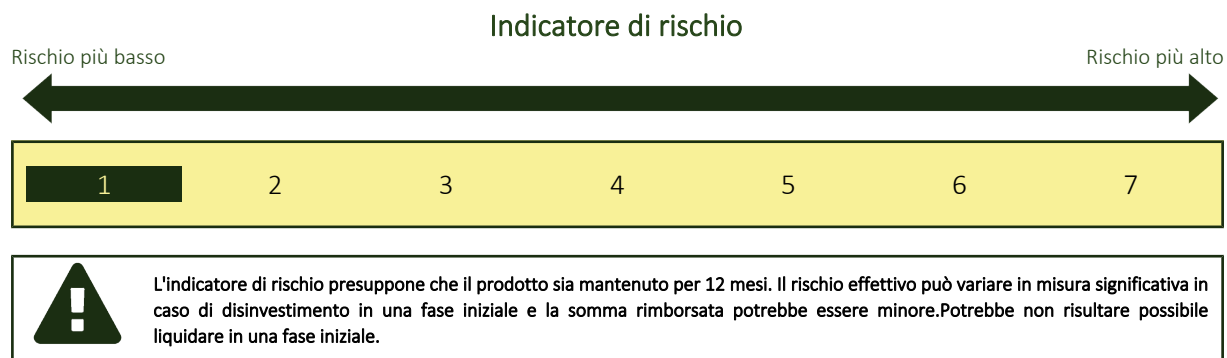 Indicatore di rischio
Rischio più basso
Rischio più alto
1 2 3 4 5 6 7
L'indicatore di rischio presuppone che il prodotto sia mantenuto per 12 mesi. Il rischio effettivo può variare in misura significativa in
caso di disinvestimento in una fase iniziale e la somma rimborsata potrebbe essere minore.Potrebbe non risultare possibile
liquidare in una fase iniziale.